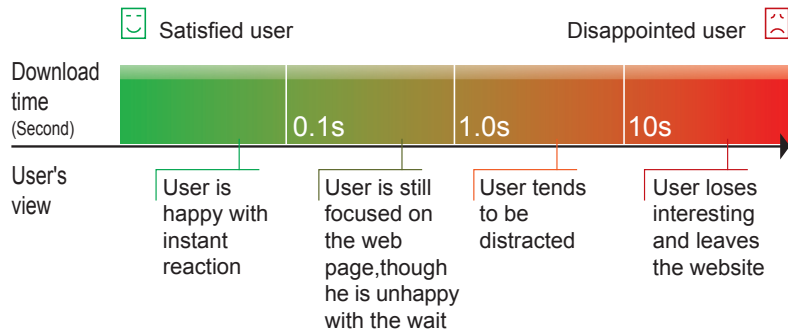 Satisfied user
Disappointed user
Download
time
(Second)
0.1s
1.0s
10s
User's
view
User is
happy with
instant
reaction
User is still
focused on
the web
page,though
he is unhappy
with the wait
User tends
to be
distracted
User loses
interesting
and leaves
the website